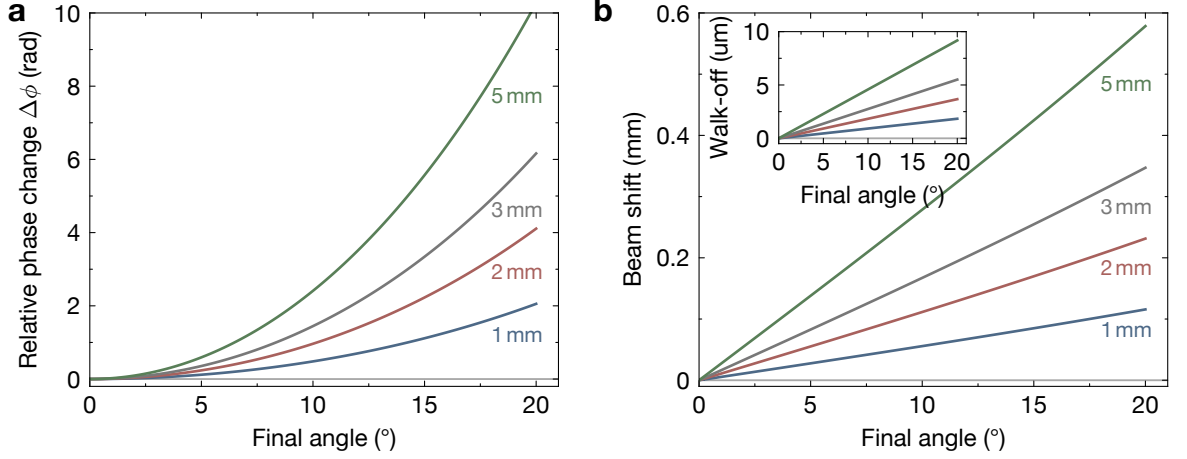 a
10
8
6
4
2
0
Relative phase change Δϕ (rad)
5 mm
3 mm
2 mm
1 mm
0 5 10 15 20
Final angle (°)
b
0.6
0.4
0.2
0
Beam shift (mm)
10
5
0
Walk-off (um)
0 5 10 15 20
Final angle (°)
5 mm
3 mm
2 mm
1 mm
0 5 10 15 20
Final angle (°)